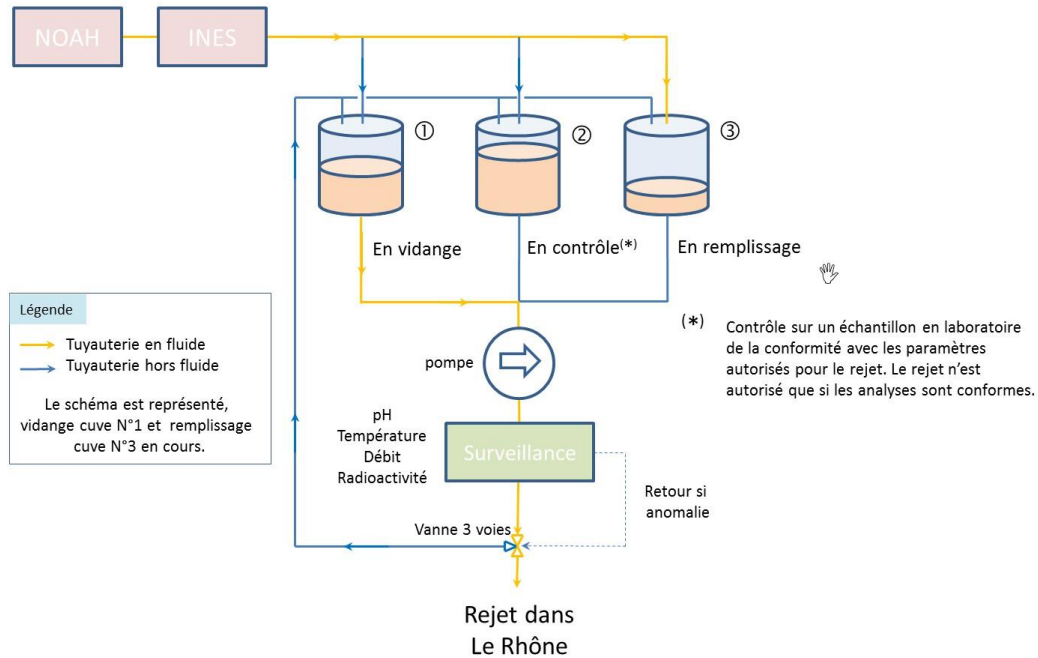 NOAH
INES
①
②
③
En vidange
En contrôle(*)
En remplissage
Légende
Tuyauterie en fluide
Tuyauterie hors fluide
Le schéma est représenté,
vidange cuve N°1 et remplissage
cuve N°3 en cours.
(*)
Contrôle sur un échantillon en laboratoire
de la conformité avec les paramètres
autorisés pour le rejet. Le rejet n’est
autorisé que si les analyses sont conformes.
pompe
pH
Température
Débit
Radioactivité
Surveillance
Retour si
anomalie
Vanne 3 voies
Rejet dans
Le Rhône